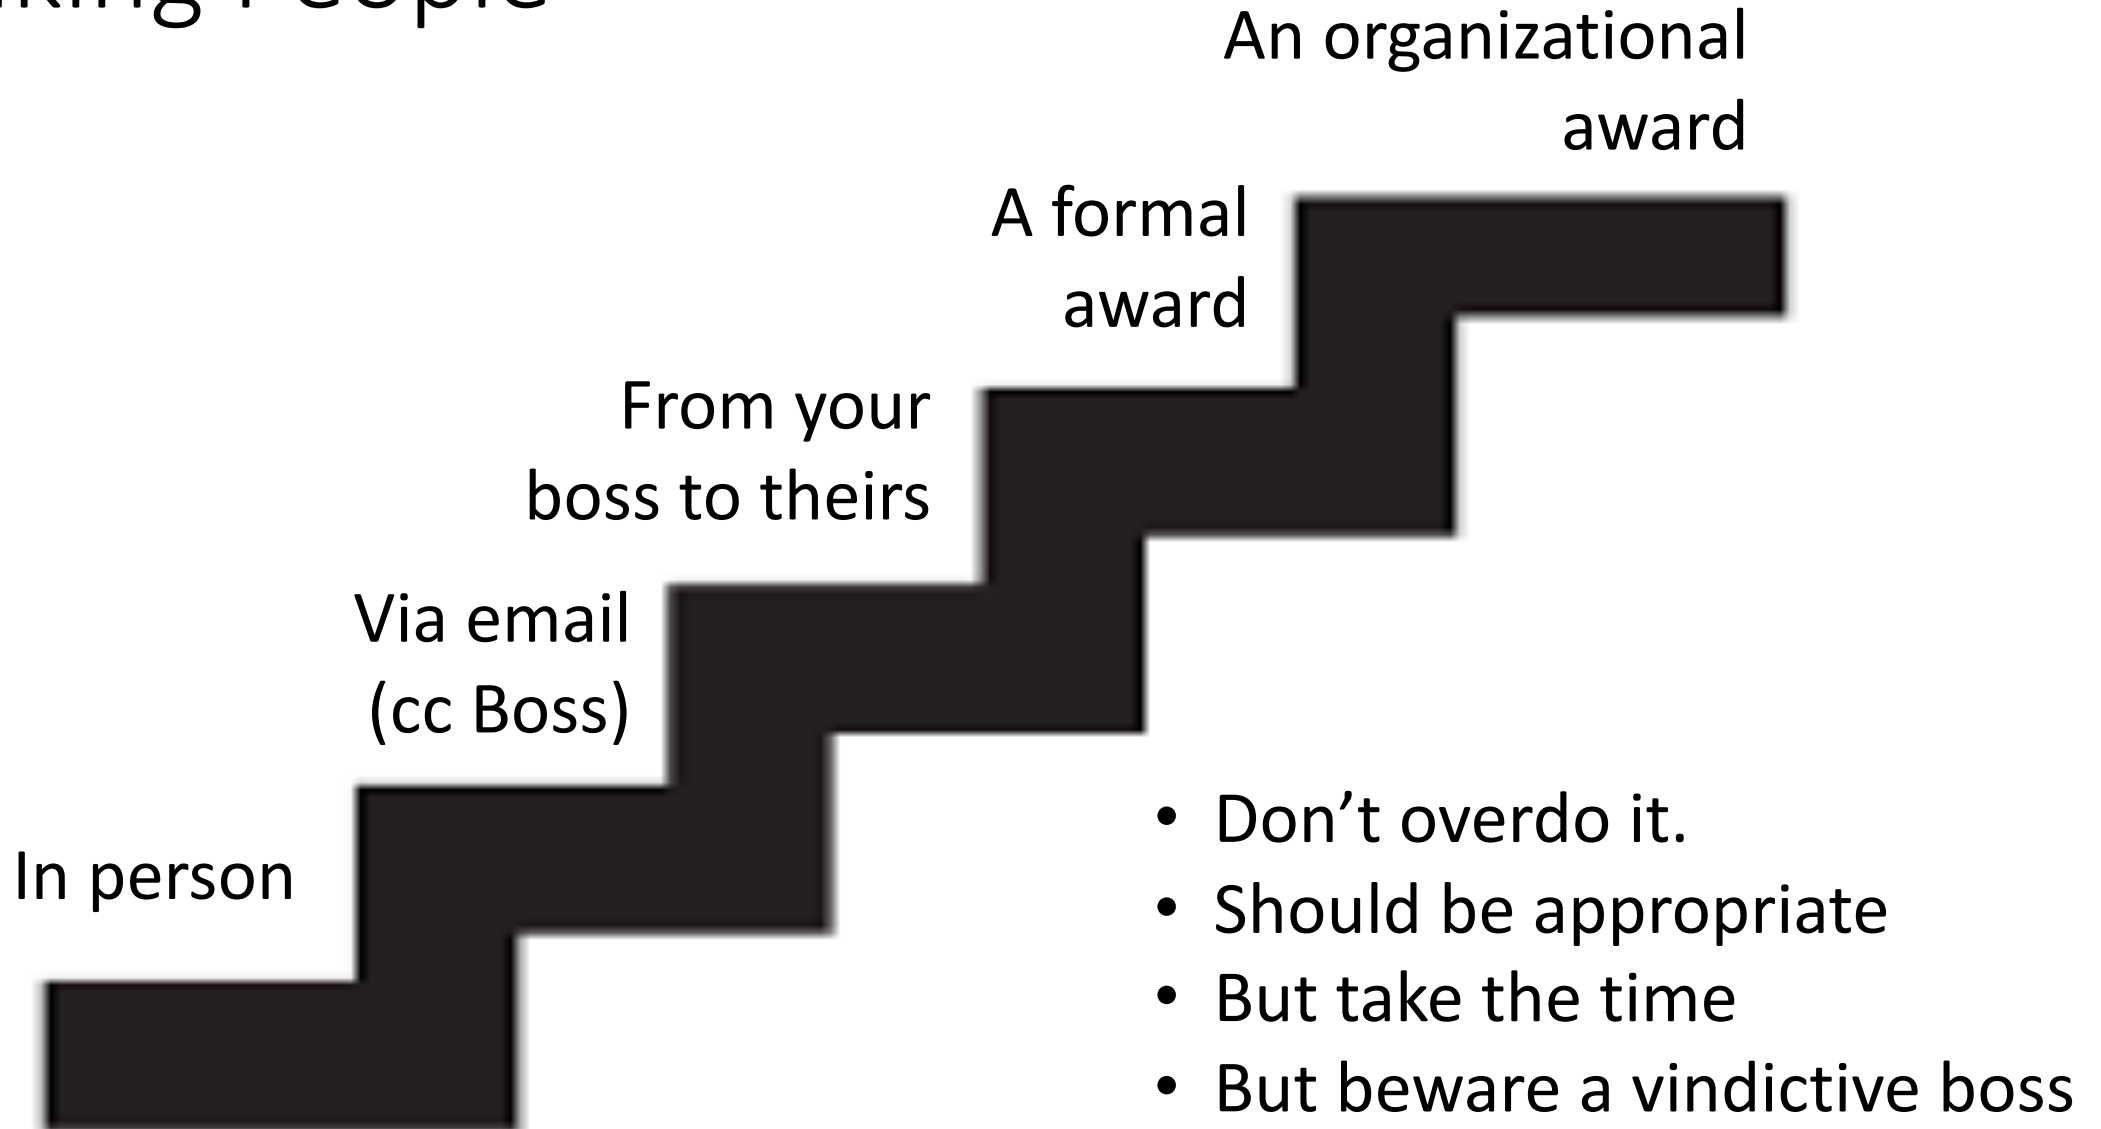 People
An organizational
award
A formal
award
From your
boss to theirs
Via email
(cc Boss)
In person
• Don’t overdo it.
• Should be appropriate
• But take the time
• But beware a vindictive boss